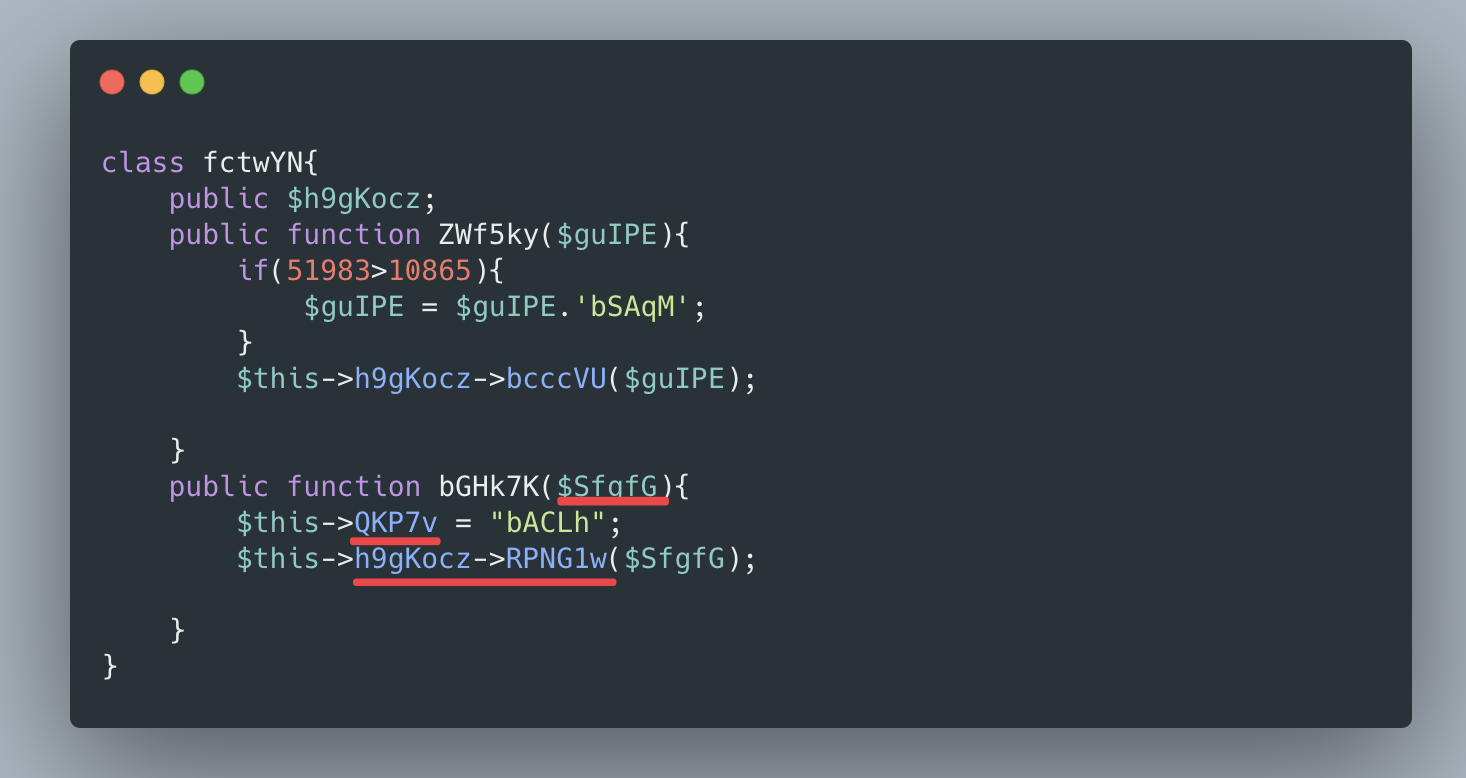 class fctwYN{
    public $h9gKocz;
    public function ZWf5ky($guIPE){
        if(51983>10865){
            $guIPE = $guIPE.'bSAqM';
        }
        $this->h9gKocz->bcccVU($guIPE);
    }
    public function bGHk7K($SfgfG){
        $this->QKP7v = "bACLh";
        $this->h9gKocz->RPNG1w($SfgfG);
    }
}